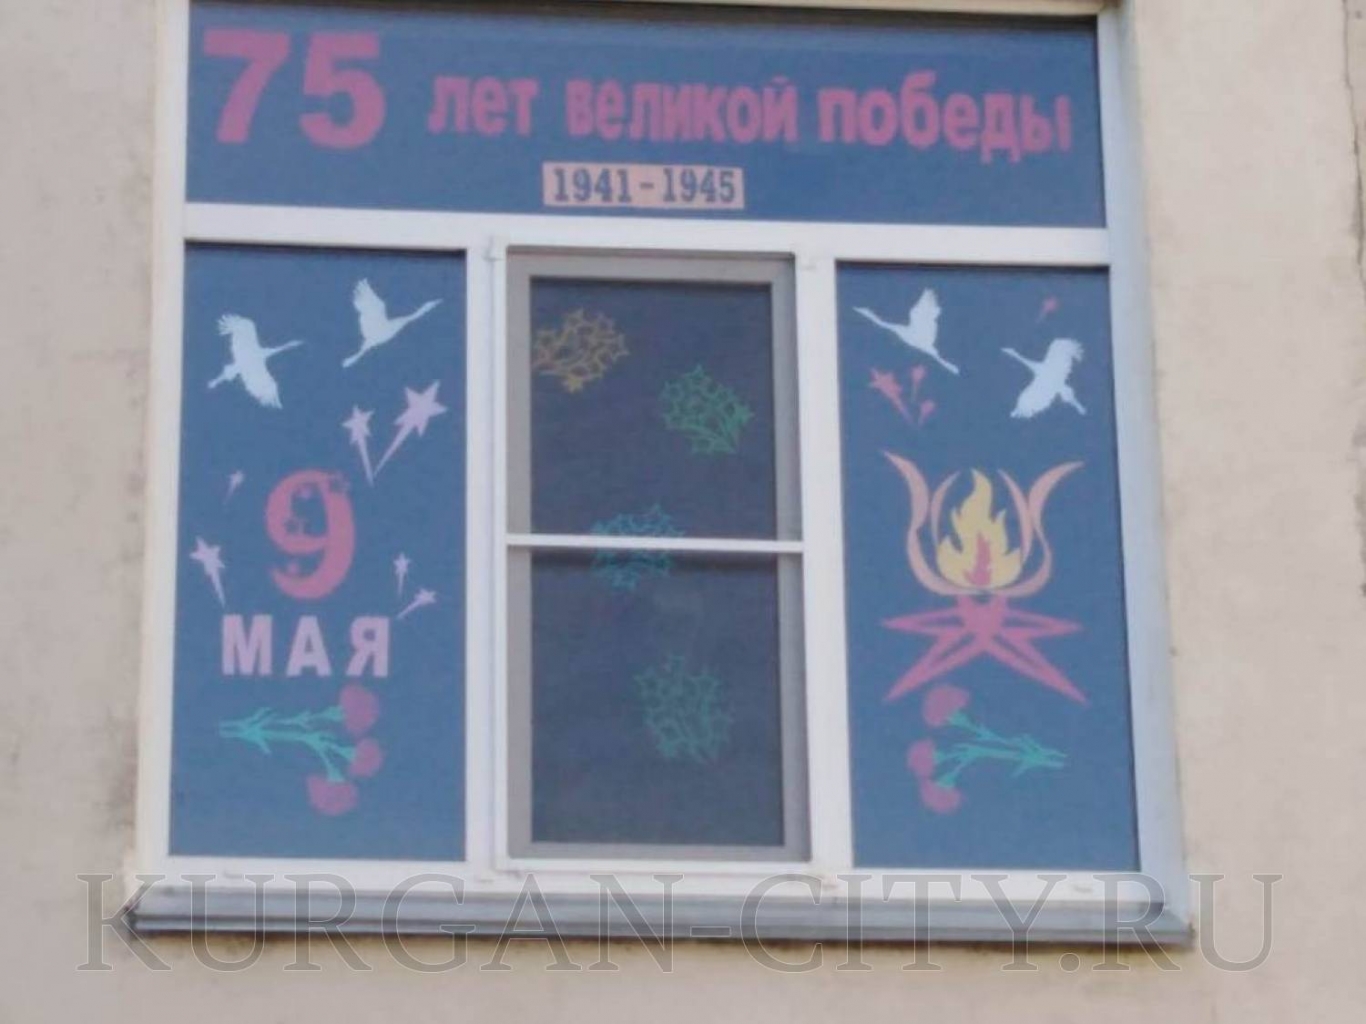 75 лет великой победы
1941-1945
9
МАЯ
KURGAN-CITY.RU